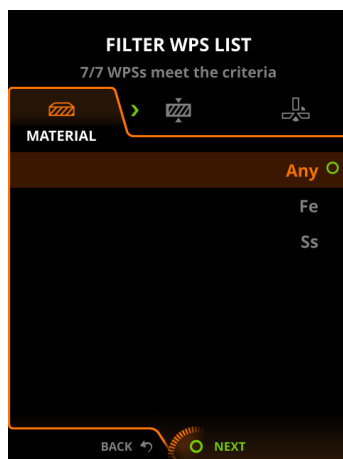 FILTER WPS LIST
7/7 WPSs meet the criteria
MATERIAL
Any
Fe
Ss
BACK NEXT